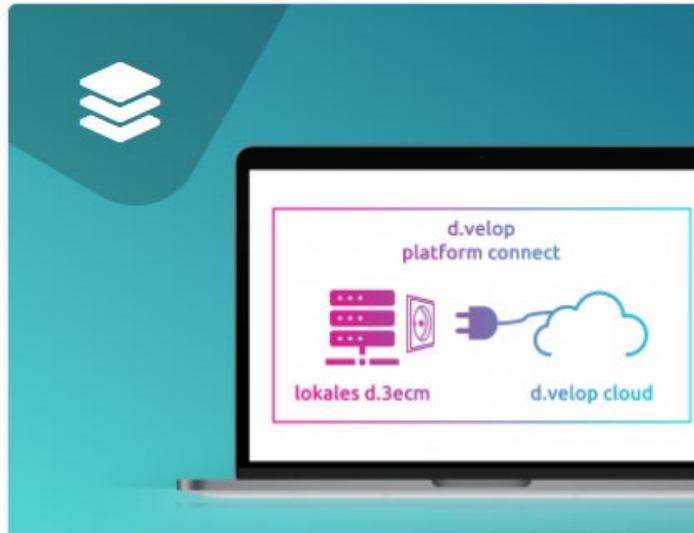 d.velop
platform connect
lokales d.3ecm
d.velop cloud